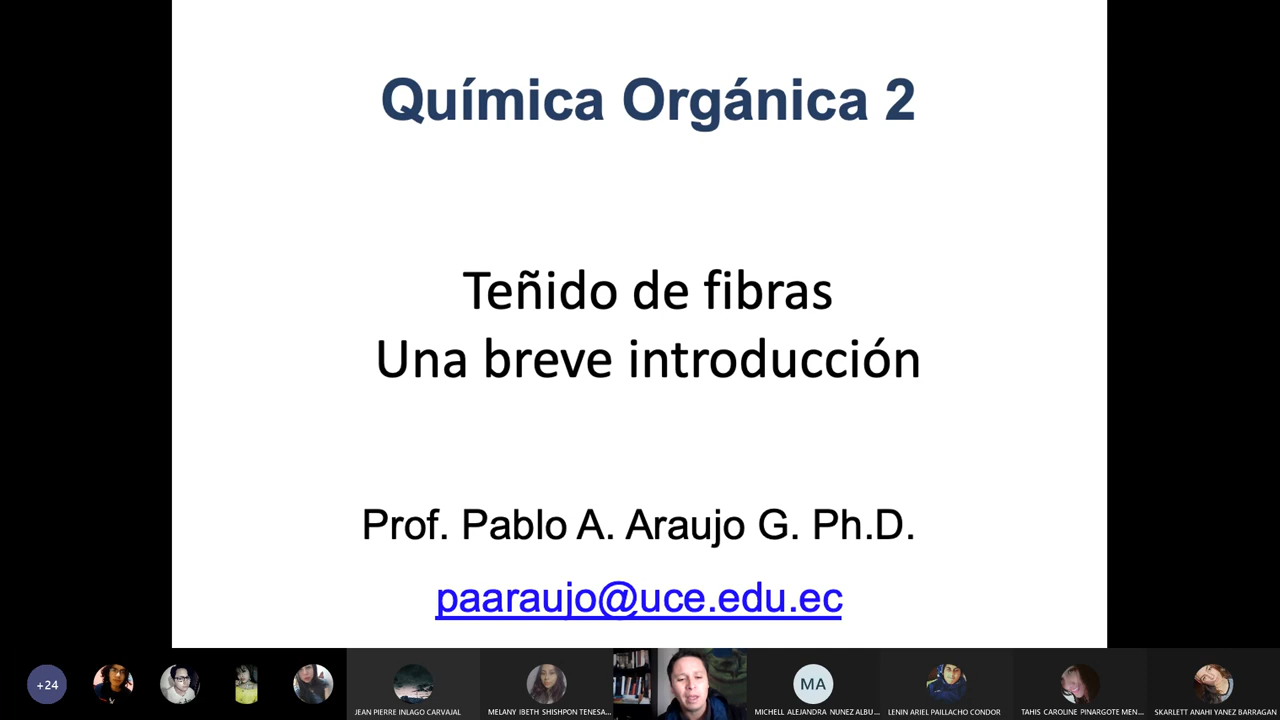 Química Orgánica 2
Teñido de fibras
Una breve introducción
Prof. Pablo A. Araujo G. Ph.D.
paaraujo@uce.edu.ec
+24
JEAN PIERRE INLAGO CARVAJAL
MELANY IBETH SHISHPON TENESA...
MA
MICHELL ALEJANDRA NUNEZ ALBU...
LENIN ARIEL PAILLACHO CONDOR
TAHIS CAROLINE PINARGOTE MEN...
SKARLETT ANAHI YANEZ BARRAGAN